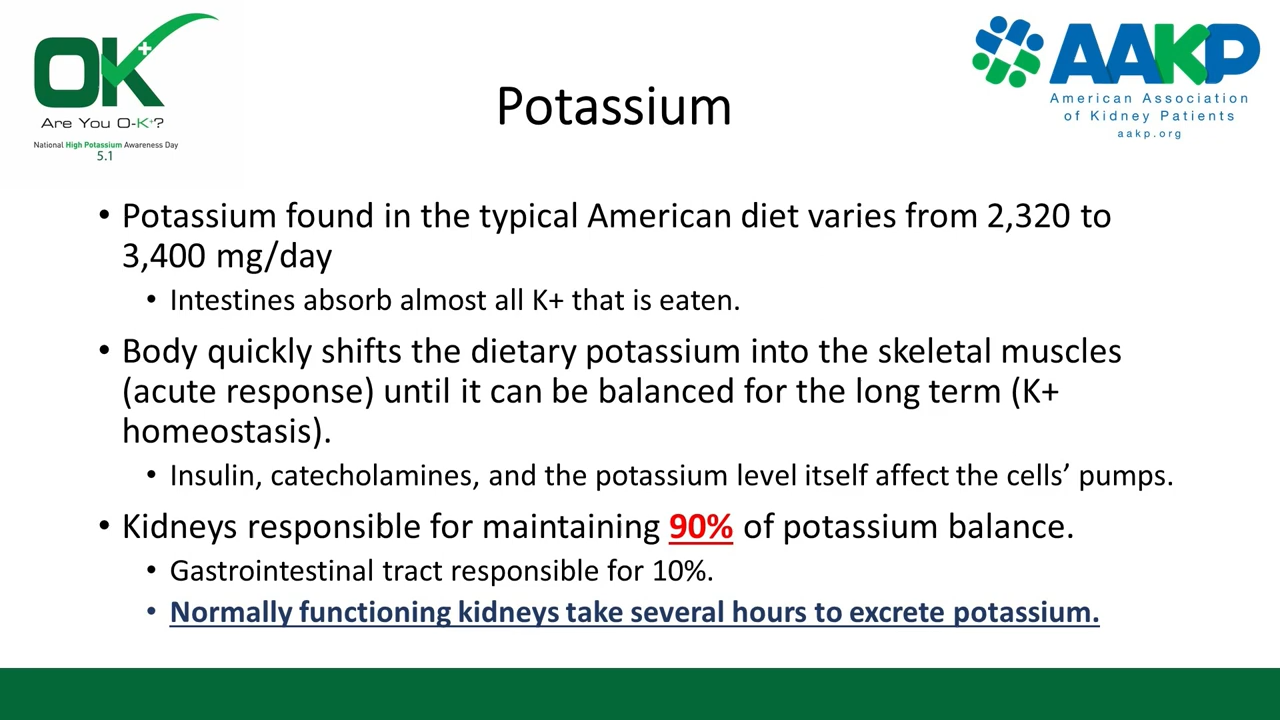 OK+
Are You O-K+?
National High Potassium Awareness Day
5.1
AAKP
American Association
of Kidney Patients
aakp.org
Potassium
• Potassium found in the typical American diet varies from 2,320 to
3,400 mg/day
• Intestines absorb almost all K+ that is eaten.
• Body quickly shifts the dietary potassium into the skeletal muscles
(acute response) until it can be balanced for the long term (K+
homeostasis).
• Insulin, catecholamines, and the potassium level itself affect the cells’ pumps.
• Kidneys responsible for maintaining 90% of potassium balance.
• Gastrointestinal tract responsible for 10%.
• Normally functioning kidneys take several hours to excrete potassium.